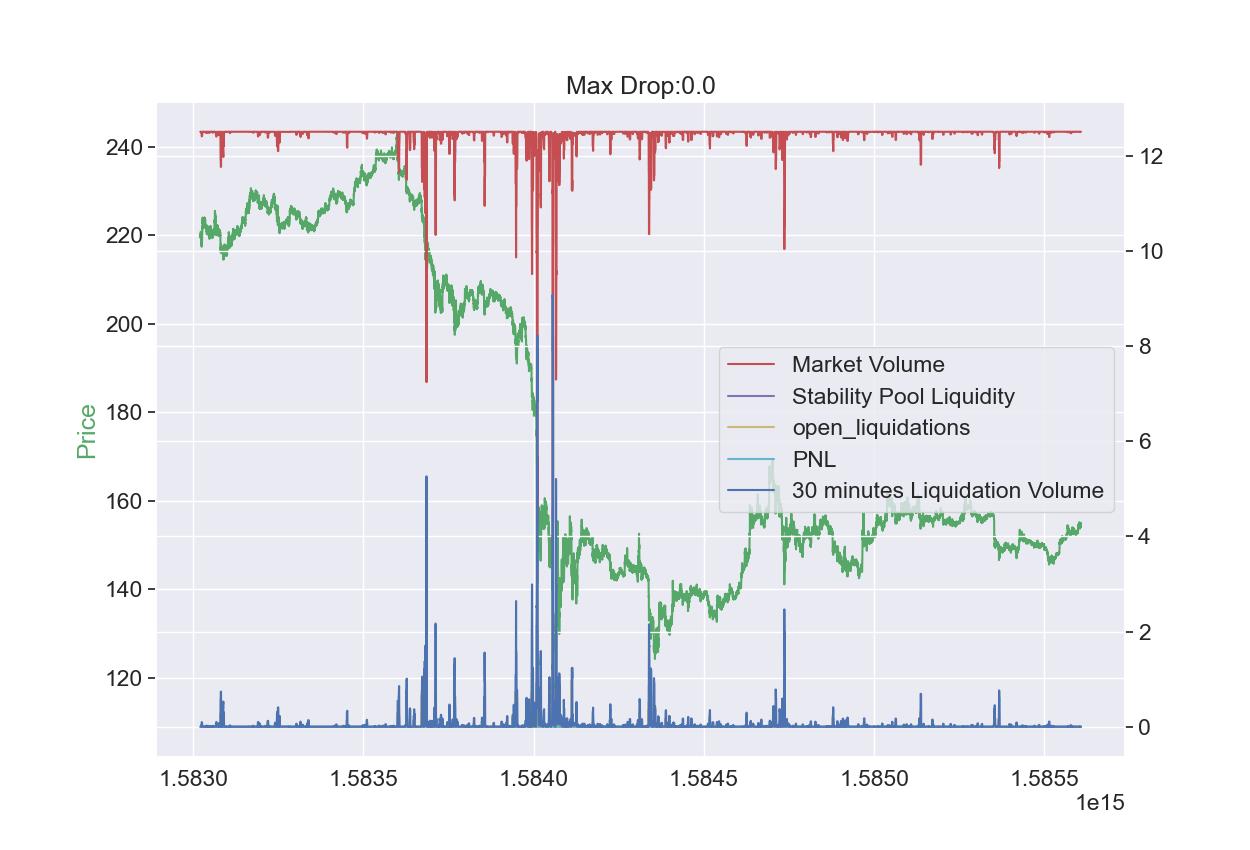 Max Drop:0.0
240
220
200
180
160
140
120
Price
12
10
8
6
4
2
0
Market Volume
Stability Pool Liquidity
open_liquidations
PNL
30 minutes Liquidation Volume
1.5830 1.5835 1.5840 1.5845 1.5850 1.5855
1e15